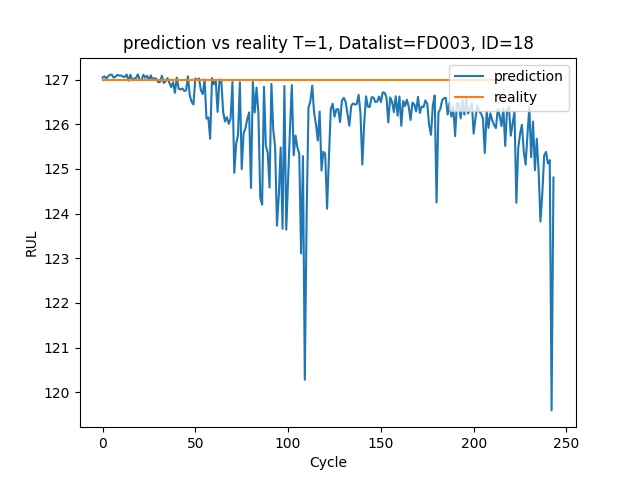 prediction vs reality T=1, Datalist=FD003, ID=18
prediction
reality
127
126
125
124
123
122
121
120
RUL
0 50 100 150 200 250
Cycle